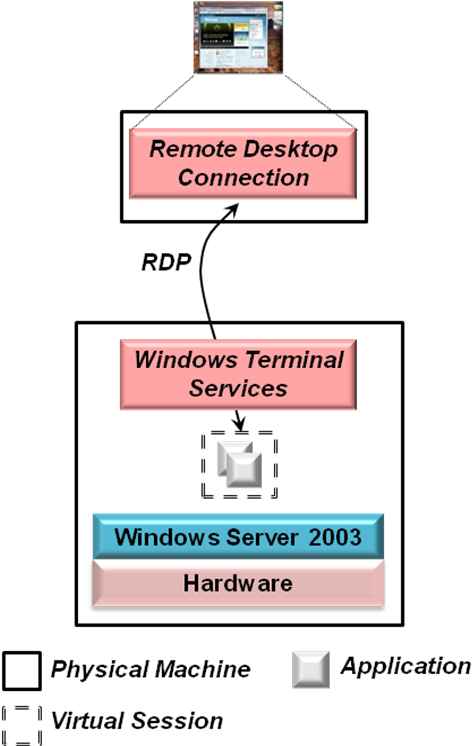 Remote Desktop
Connection
RDP
Windows Terminal
Services
Windows Server 2003
Hardware
Physical Machine
Application
Virtual Session